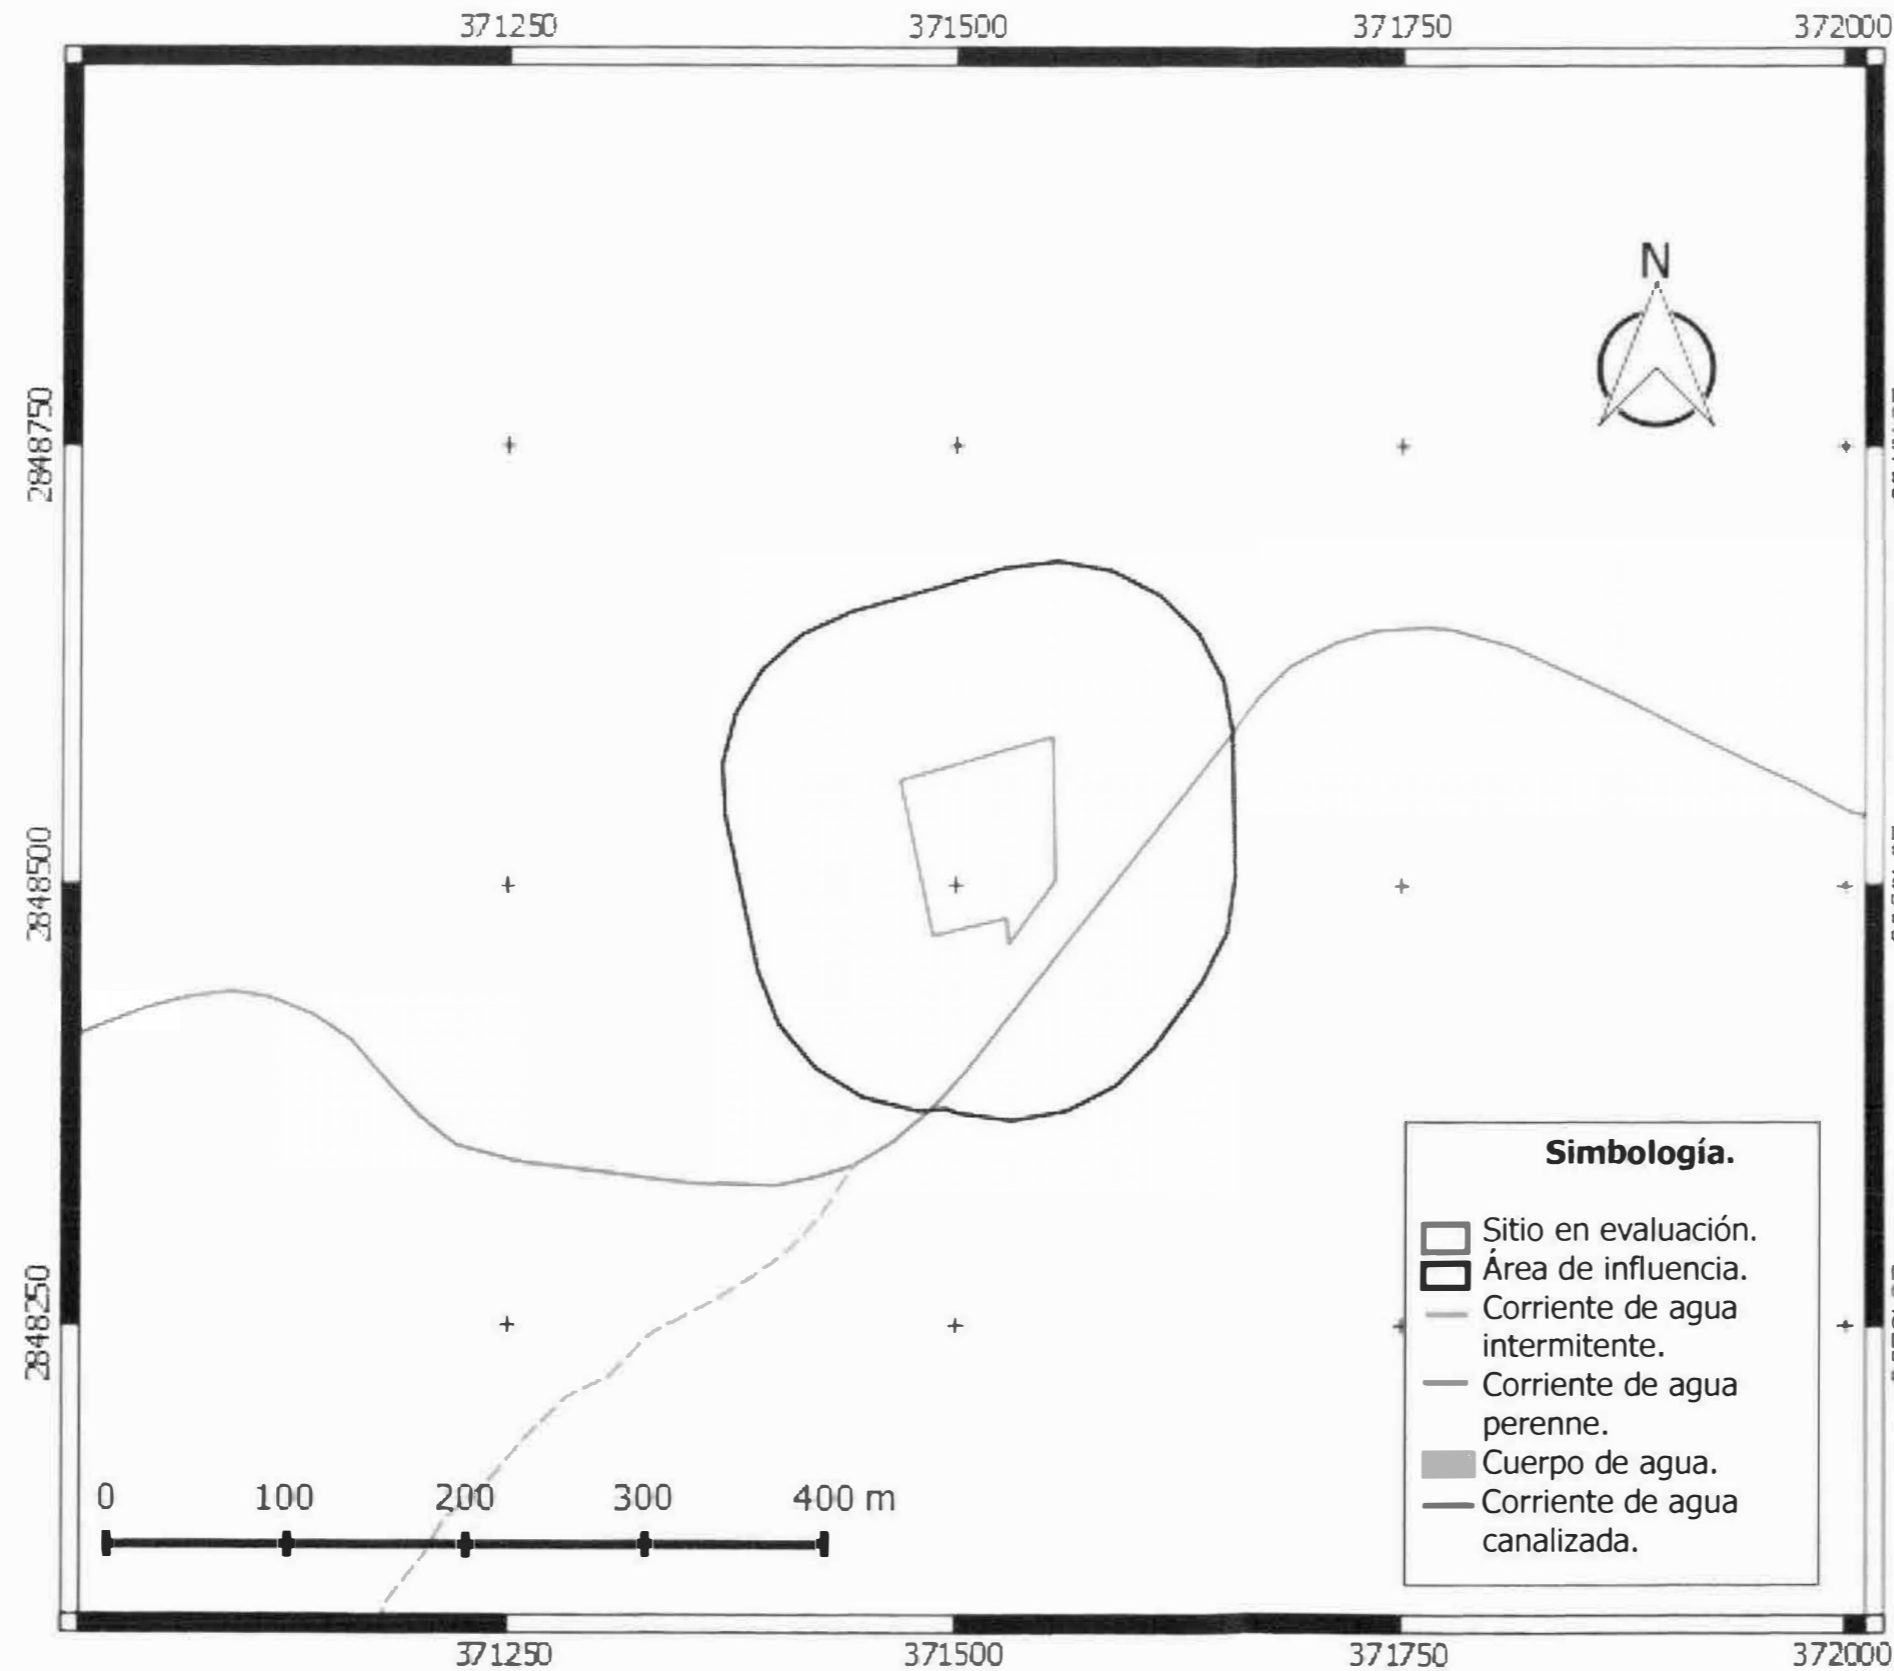 371250 371500 371750 372000
N
2848750
2848500
2848250
Simbología.
Sitio en evaluación.
Área de influencia.
Corriente de agua
intermitente.
Corriente de agua
perenne.
Cuerpo de agua.
Corriente de agua
canalizada.
0 100 200 300 400 m
371250 371500 371750 372000